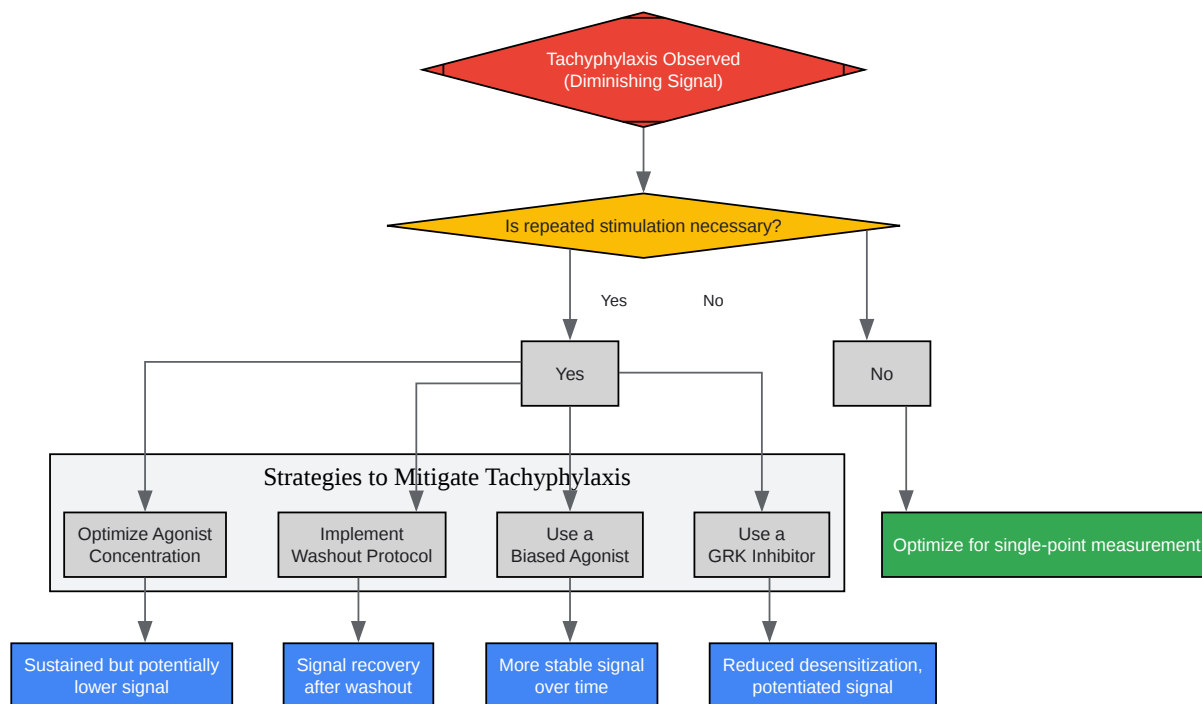 Tachyphylaxis Observed
(Diminishing Signal)
Is repeated stimulation necessary?
Yes
No
Yes
No
Strategies to Mitigate Tachyphylaxis
Optimize Agonist
Concentration
Implement
Washout Protocol
Use a
Biased Agonist
Use a
GRK Inhibitor
Optimize for single-point measurement
Sustained but potentially
lower signal
Signal recovery
after washout
More stable signal
over time
Reduced desensitization,
potentiated signal